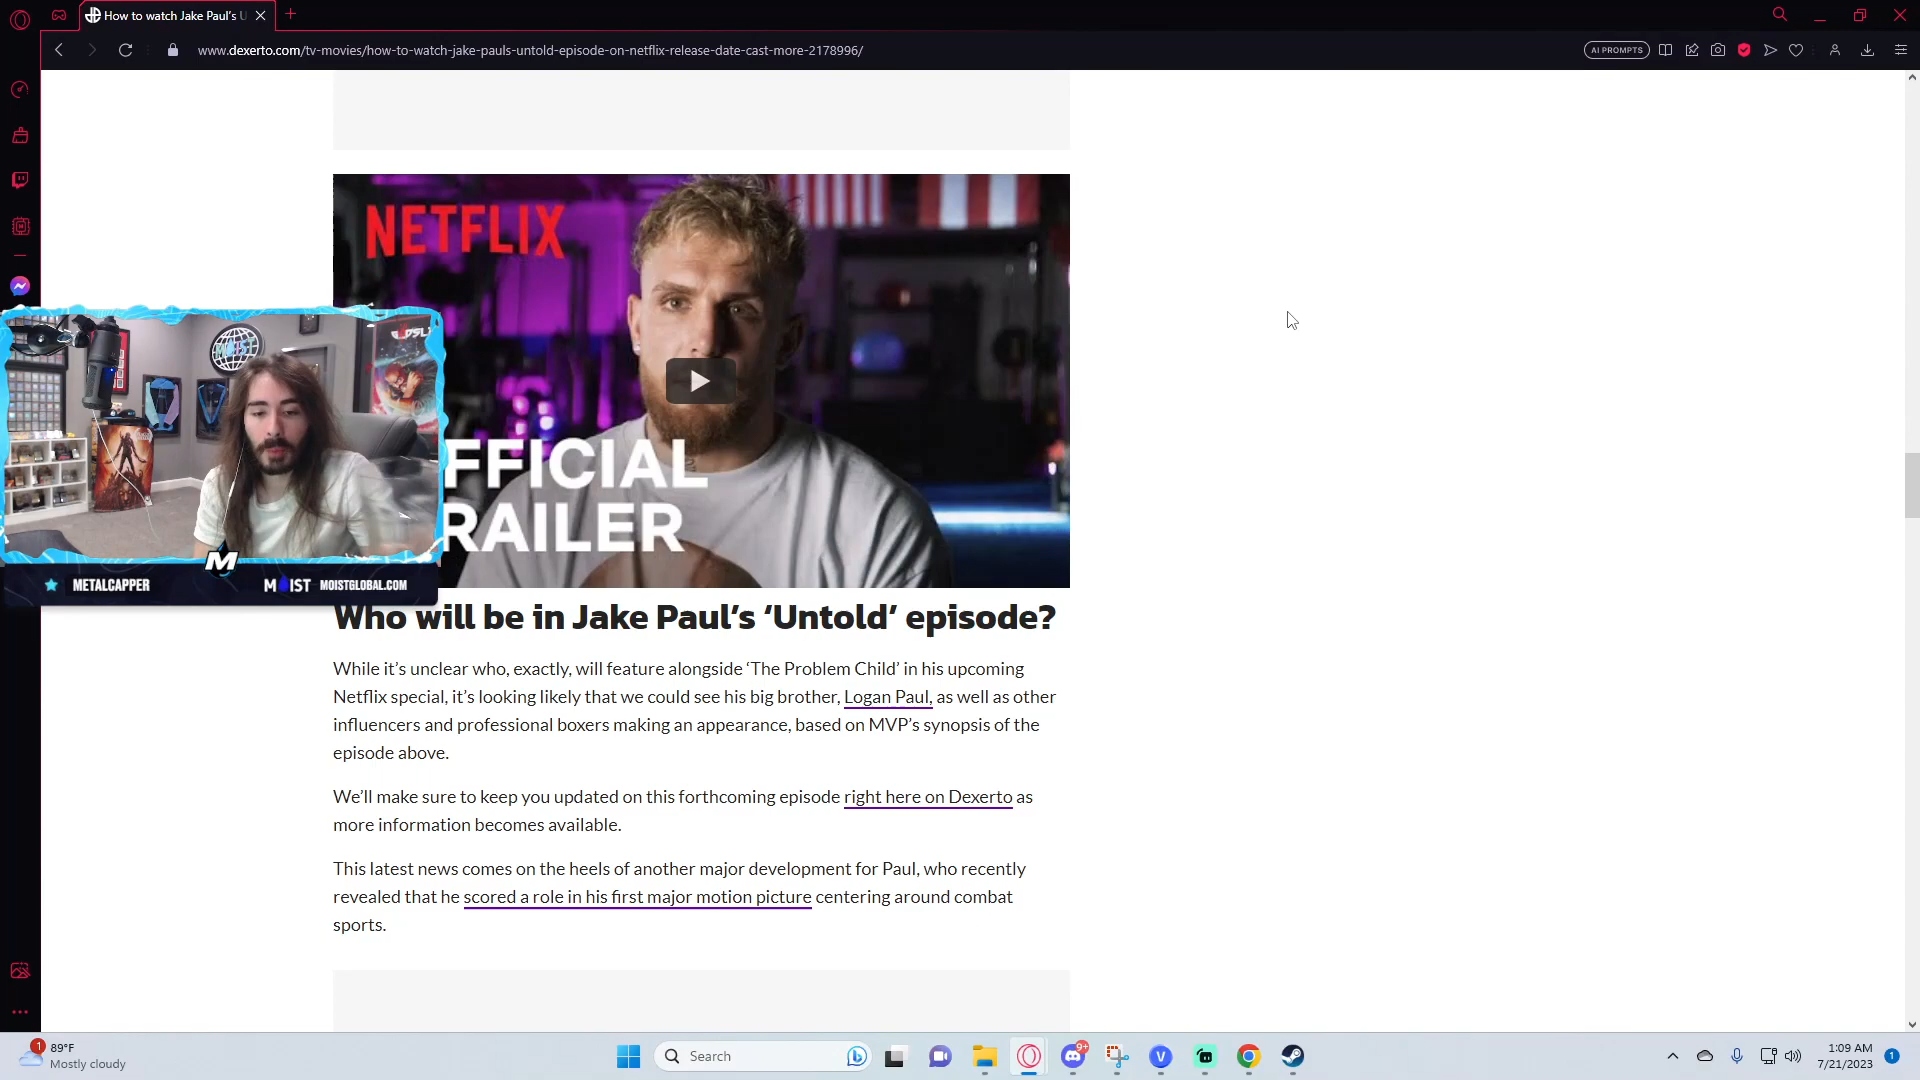 How to watch Jake Paul’s U
www.dexerto.com/tv-movies/how-to-watch-jake-pauls-untold-episode-on-netflix-release-date-cast-more-2178996/
AI PROMPTS
NETFLIX
FFICIAL
RAILER
MOIST
M
METALCAPPER
MOIST MOISTGLOBAL.COM
Who will be in Jake Paul’s ‘Untold’ episode?
While it’s unclear who, exactly, will feature alongside ‘The Problem Child’ in his upcoming
Netflix special, it’s looking likely that we could see his big brother, Logan Paul, as well as other
influencers and professional boxers making an appearance, based on MVP’s synopsis of the
episode above.
We’ll make sure to keep you updated on this forthcoming episode right here on Dexerto as
more information becomes available.
This latest news comes on the heels of another major development for Paul, who recently
revealed that he scored a role in his first major motion picture centering around combat
sports.
1
89°F
Mostly cloudy
Search
9+
V
1:09 AM
7/21/2023
1